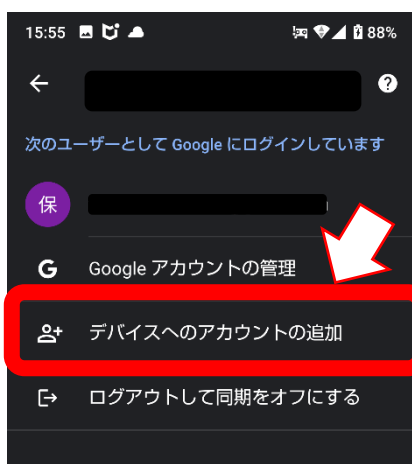 15:55 88%
次のユーザーとして Google にログインしています
保
G Google アカウントの管理
デバイスへのアカウントの追加
ログアウトして同期をオフにする